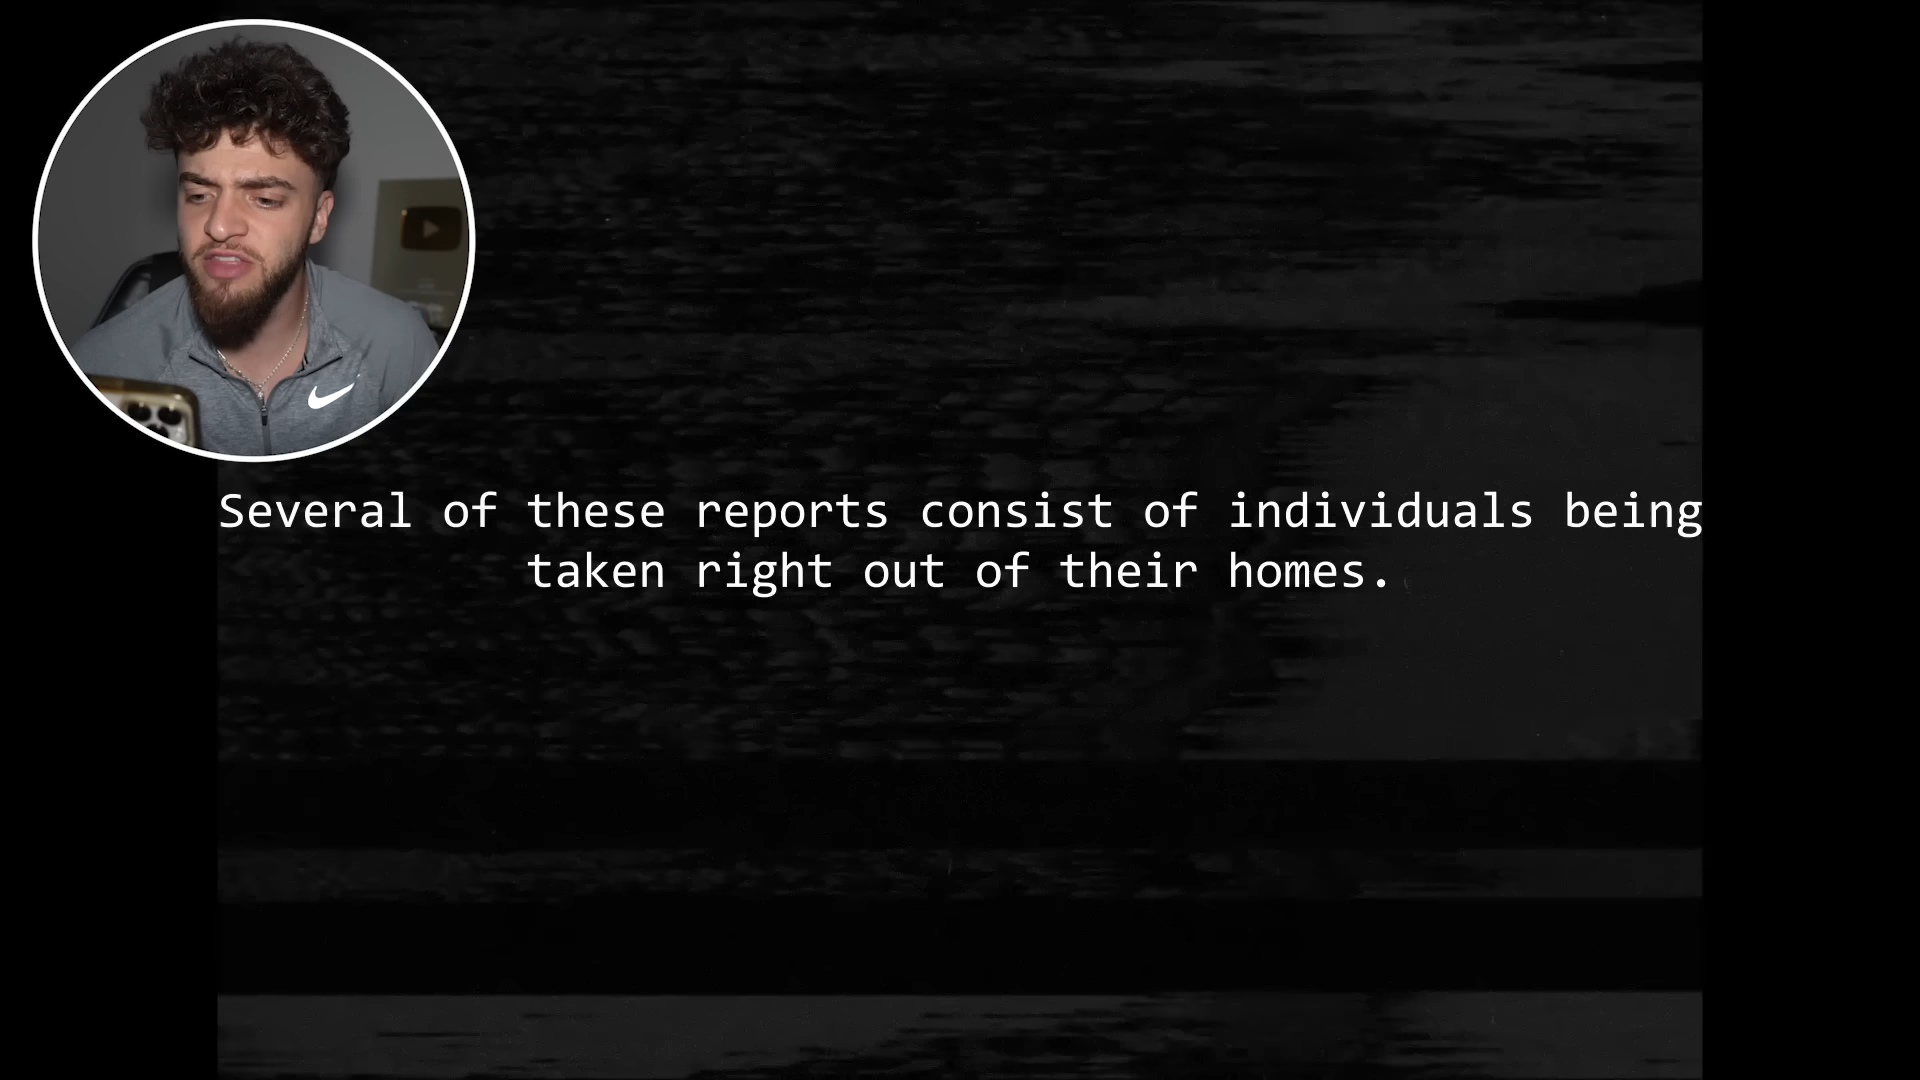 Several of these reports consist of individuals being
taken right out of their homes.